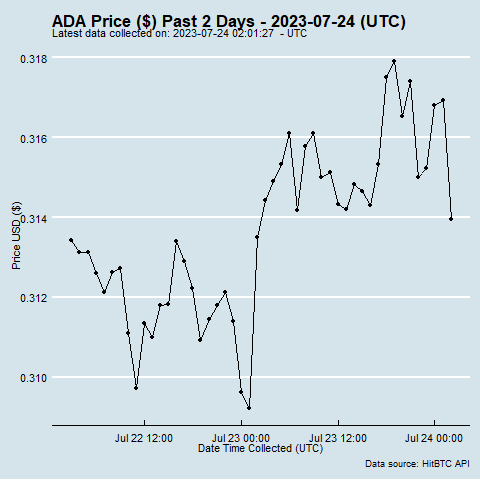 ADA Price ($) Past 2 Days - 2023-07-24 (UTC)
Latest data collected on: 2023-07-24 02:01:27  - UTC
0.318
0.316
0.314
0.312
0.310
Price USD ($)
Jul 22 12:00
Jul 23 00:00
Jul 23 12:00
Jul 24 00:00
Date Time Collected (UTC)
Data source: HitBTC API